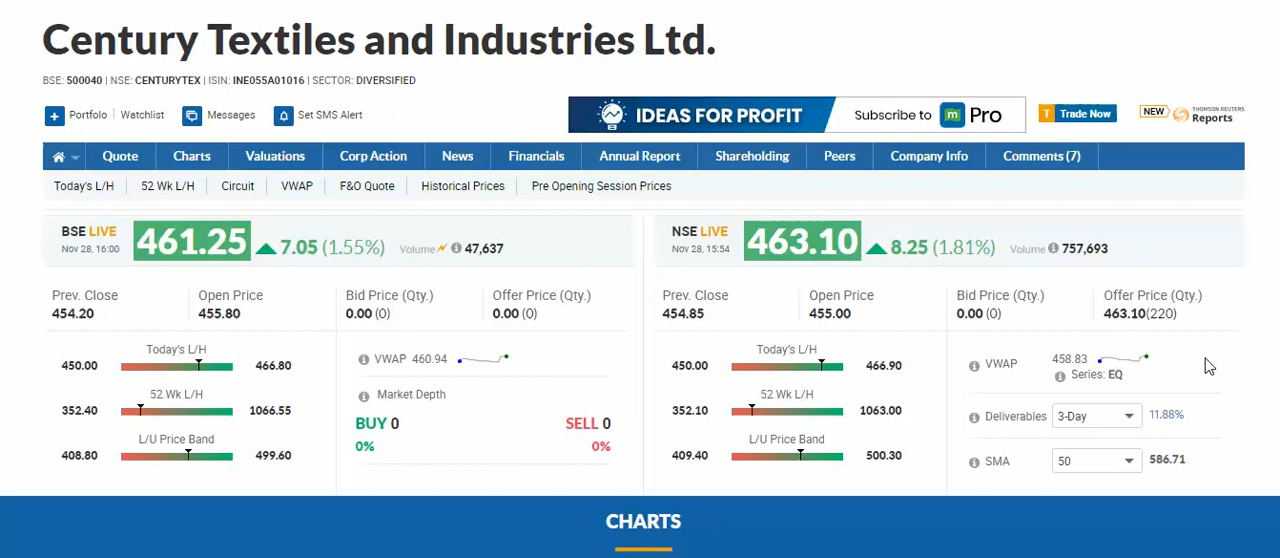 Century Textiles and Industries Ltd.
BSE: 500040 | NSE: CENTURYTEX | ISIN: INE055A01016 | SECTOR: DIVERSIFIED
+ Portfolo | Watchlist Messages Set SMS Alert
IDEAS FOR PROFIT Subscribe to m Pro
T Trade Now
NEW THOMSON REUTERS
Reports
Quote Charts Valuations Corp Action News Financials Annual Report Shareholding Peers Company Info Comments (7)
Today's L/H | 52 Wk L/H | Circuit | VWAP | F&O Quote | Historical Prices | Pre Opening Session Prices
BSE LIVE
Nov 28, 16:00
461.25 7.05 (1.55%) Volume 47,637
Prev. Close
454.20
Open Price
455.80
Bid Price (Qty.)
0.00 (0)
Offer Price (Qty.)
0.00 (0)
Today's L/H
450.00 466.80
52 Wk L/H
352.40 1066.55
L/U Price Band
408.80 499.60
VWAP 460.94
Market Depth
BUY 0 SELL 0
0% 0%
NSE LIVE
Nov 28, 15:54
463.10 8.25 (1.81%) Volume 757,693
Prev. Close
454.85
Open Price
455.00
Bid Price (Qty.)
0.00 (0)
Offer Price (Qty.)
463.10(220)
Today's L/H
450.00 466.90
52 Wk L/H
352.10 1063.00
L/U Price Band
409.40 500.30
VWAP 458.83
Series: EQ
Deliverables 3-Day 11.88%
SMA 50 586.71
CHARTS